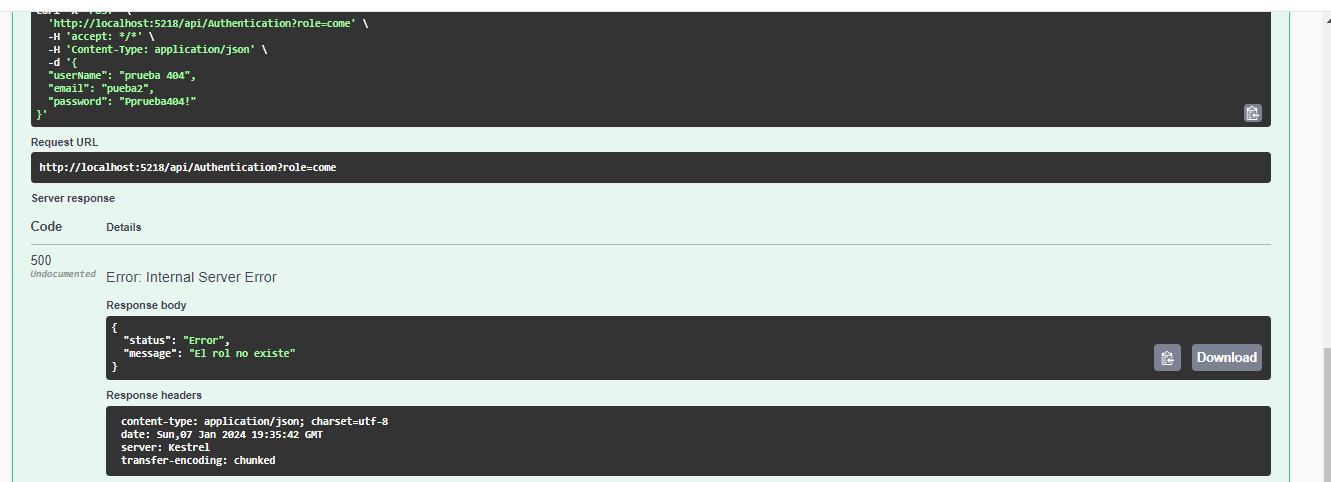 'http://localhost:5218/api/Authentication?role=come' \
-H 'accept: */*' \
-H 'Content-Type: application/json' \
-d '{
"userName": "prueba 404",
"email": "pueba2",
"password": "Pprueba404!"
}'
Request URL
http://localhost:5218/api/Authentication?role=come
Server response
Code Details
500
Undocumented
Error: Internal Server Error
Response body
{
"status": "Error",
"message": "El rol no existe"
}
Download
Response headers
content-type: application/json; charset=utf-8
date: Sun,07 Jan 2024 19:35:42 GMT
server: Kestrel
transfer-encoding: chunked